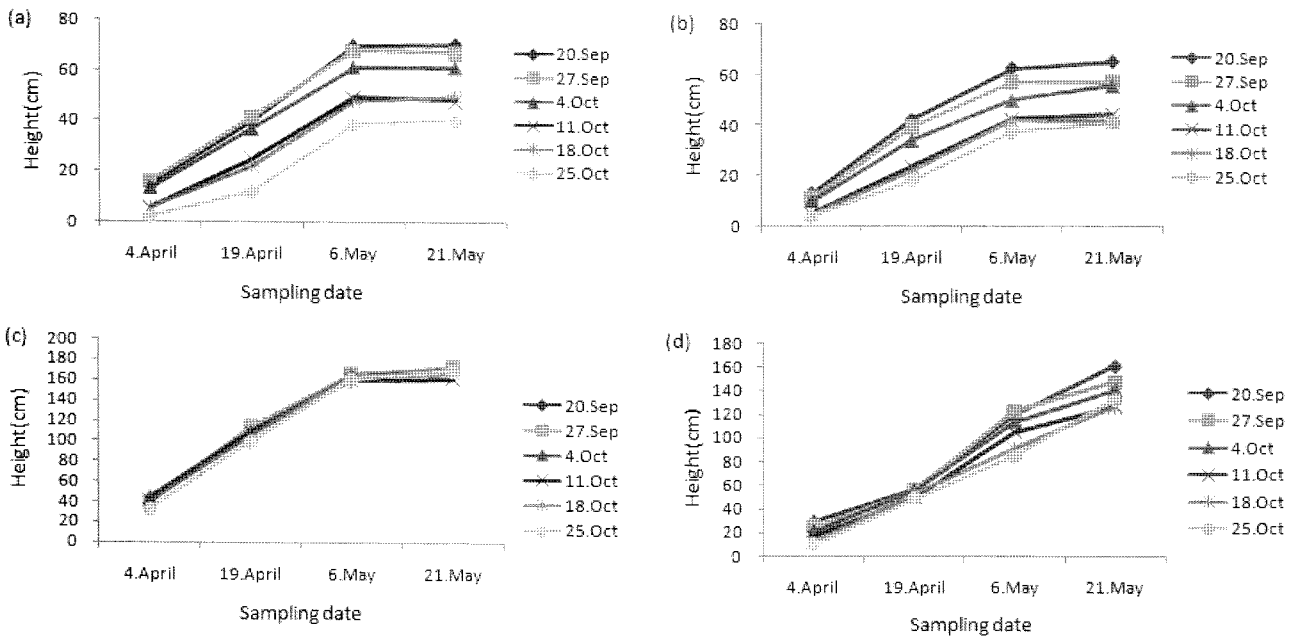 (a)
80
60
40
20
0
Height(cm)
4.April 19.April 6.May 21.May
Sampling date
20.Sep
27.Sep
4.Oct
11.Oct
18.Oct
25.Oct
(b)
80
60
40
20
0
Height(cm)
4.April 19.April 6.May 21.May
Sampling date
20.Sep
27.Sep
4.Oct
11.Oct
18.Oct
25.Oct
(c)
200
180
160
140
120
100
80
60
40
20
0
Height(cm)
4.April 19.April 6.May 21.May
Sampling date
20.Sep
27.Sep
4.Oct
11.Oct
18.Oct
25.Oct
(d)
180
160
140
120
100
80
60
40
20
0
Height(cm)
4.April 19.April 6.May 21.May
Sampling date
20.Sep
27.Sep
4.Oct
11.Oct
18.Oct
25.Oct